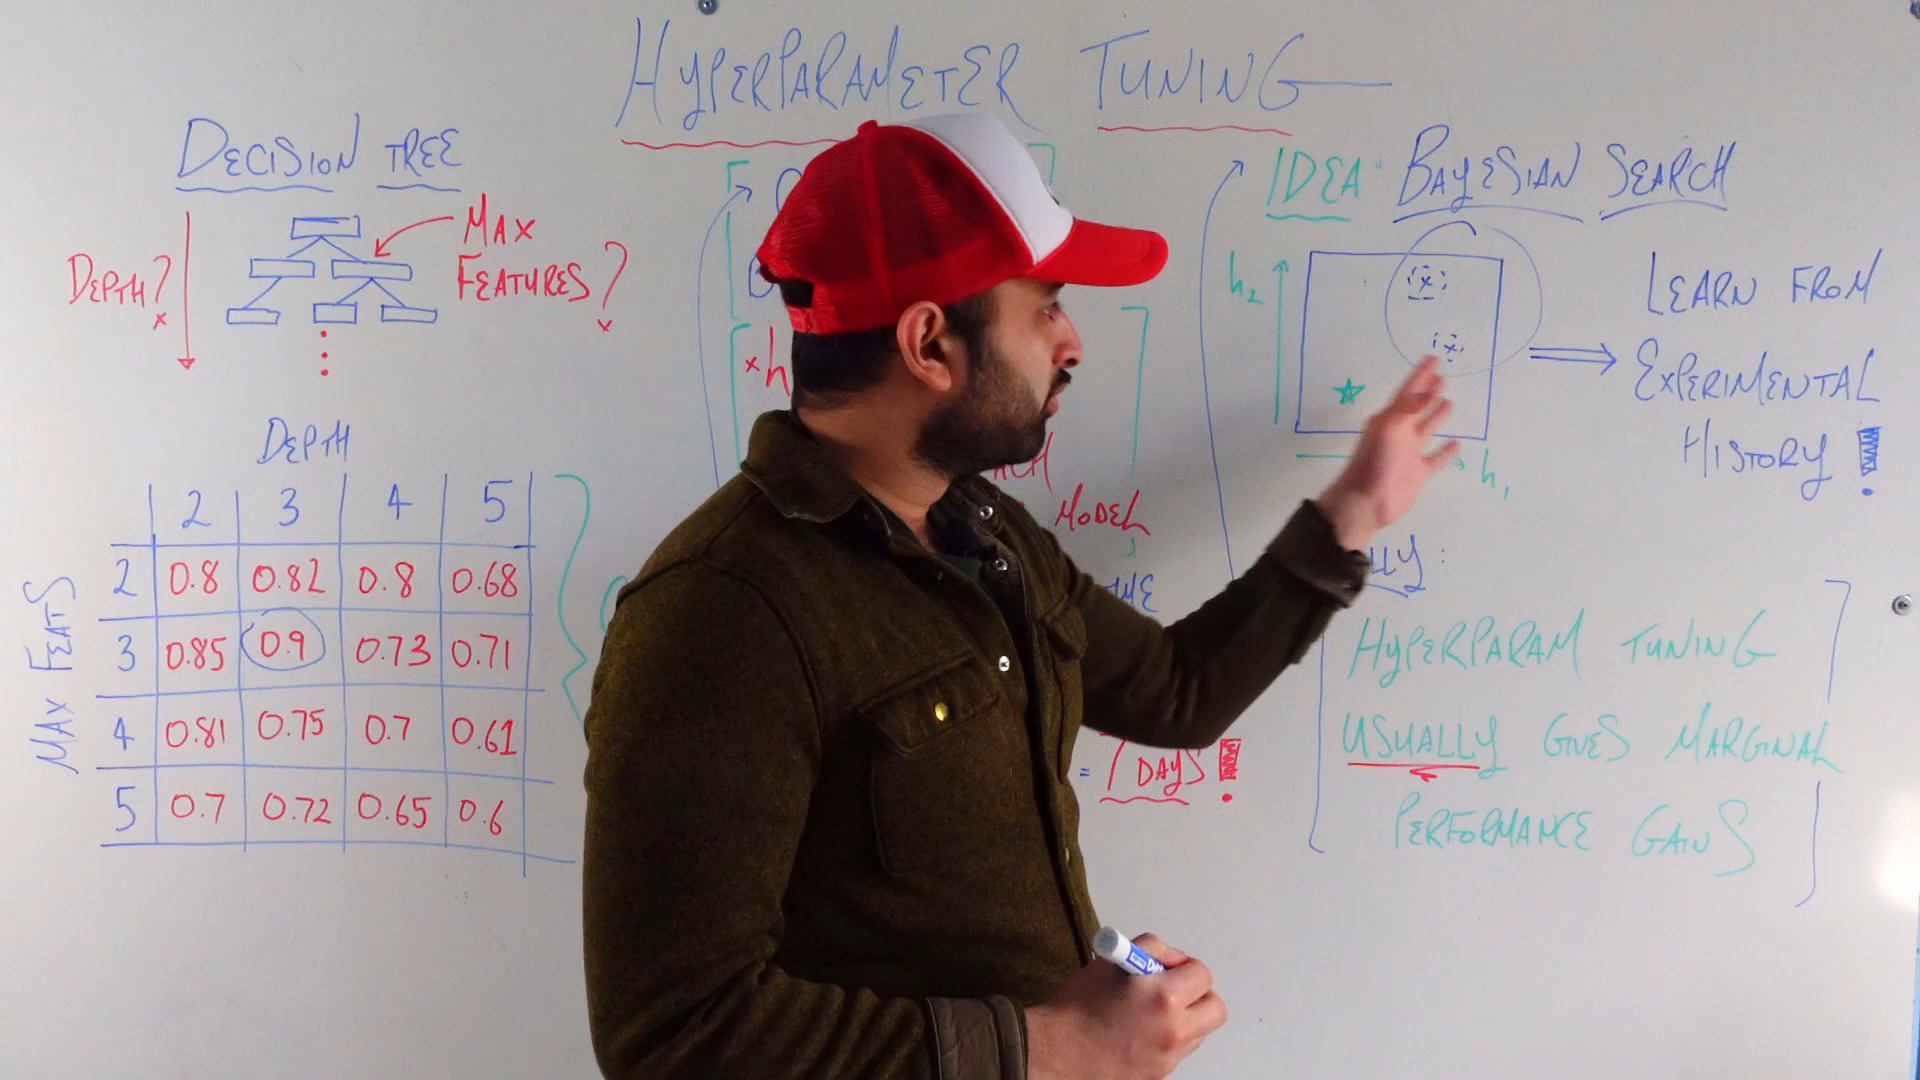 HYPERPARAMETER TUNING
DECISION TREE
DEPTH?
MAX
FEATURES?
DEPTH
2 3 4 5
MAX FEATS
2 0.8 0.82 0.8 0.68
3 0.85 0.9 0.73 0.71
4 0.81 0.75 0.7 0.61
5 0.7 0.72 0.65 0.6
h
MODEL
= 7 DAYS!
IDEA: BAYESIAN SEARCH
h2
h1
LEARN FROM
EXPERIMENTAL
HISTORY!
HYPERPARAM TUNING
USUALLY GIVES MARGINAL
PERFORMANCE GAINS